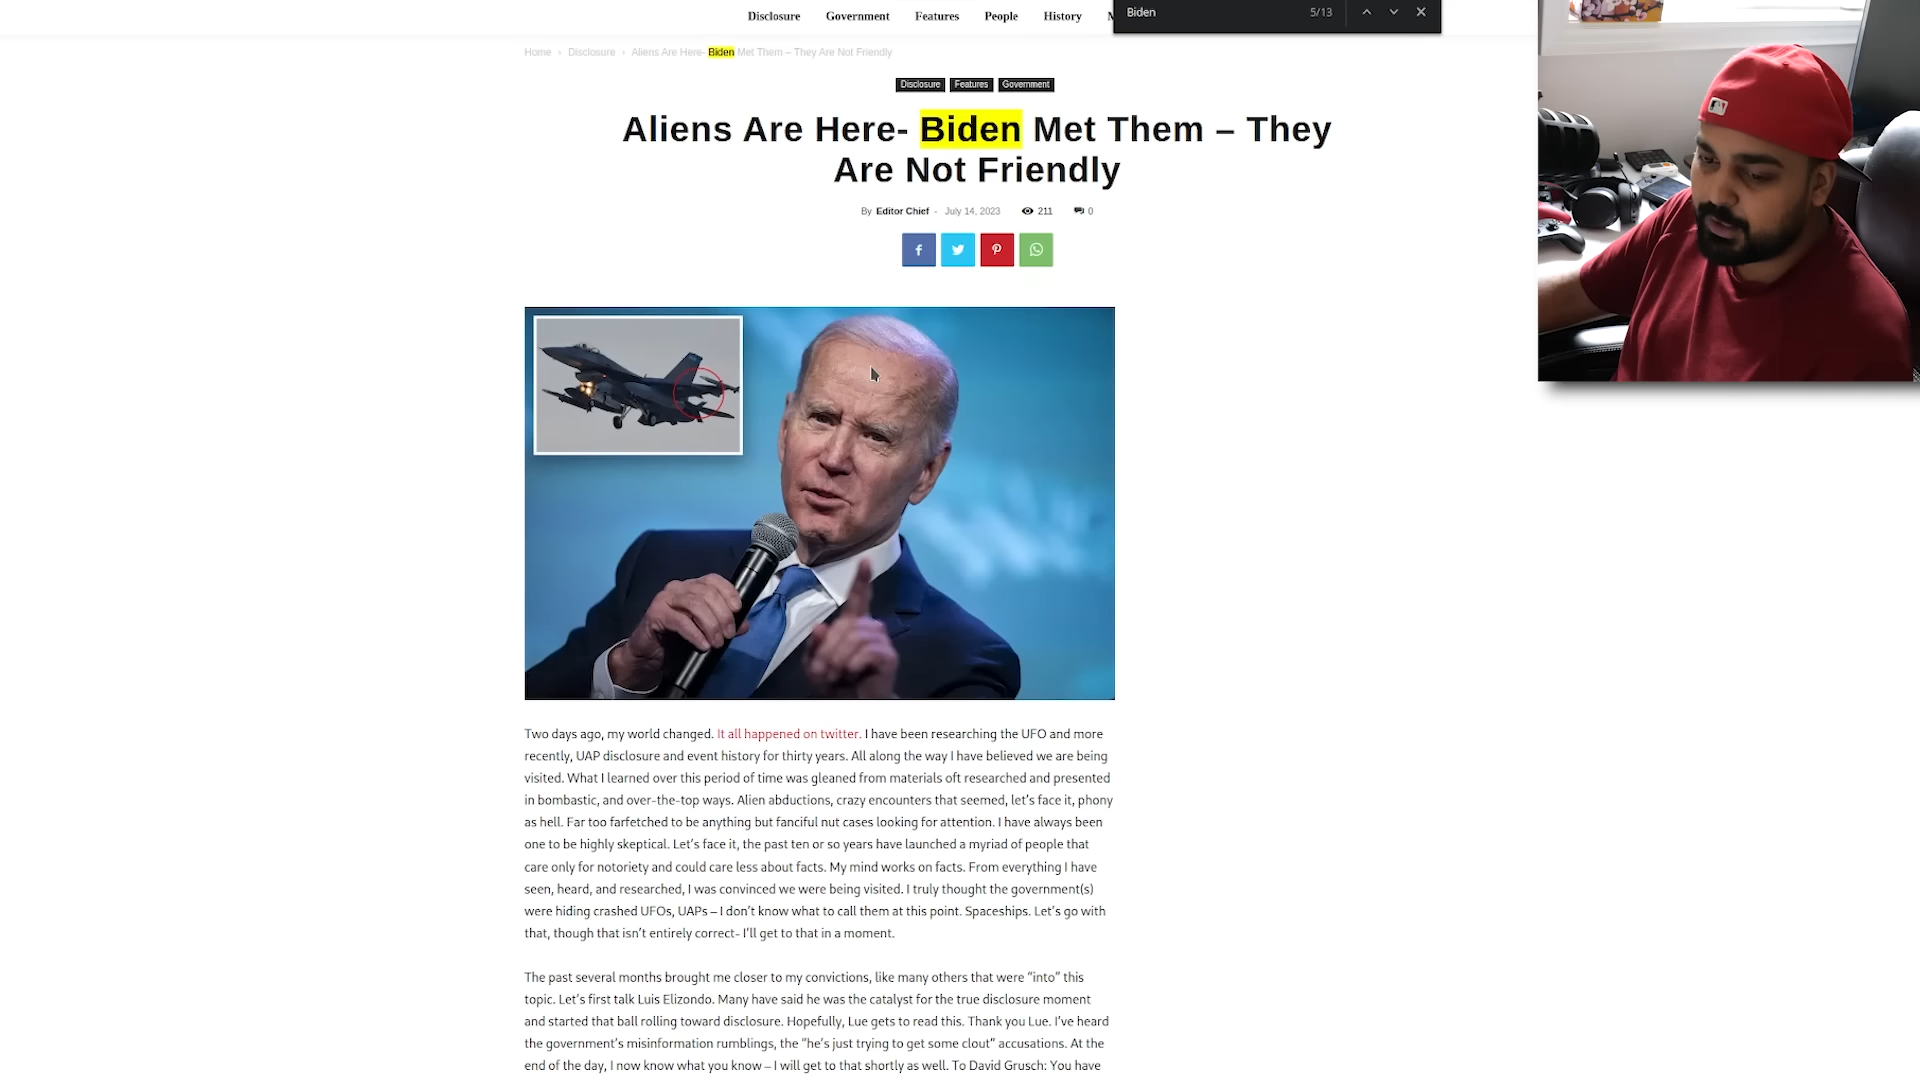 Disclosure Government Features People History
Biden 5/13
Home › Disclosure › Aliens Are Here- Biden Met Them – They Are Not Friendly
Disclosure Features Government
Aliens Are Here- Biden Met Them – They
Are Not Friendly
By Editor Chief - July 14, 2023 211 0
Two days ago, my world changed. It all happened on twitter. I have been researching the UFO and more
recently, UAP disclosure and event history for thirty years. All along the way I have believed we are being
visited. What I learned over this period of time was gleaned from materials oft researched and presented
in bombastic, and over-the-top ways. Alien abductions, crazy encounters that seemed, let’s face it, phony
as hell. Far too farfetched to be anything but fanciful nut cases looking for attention. I have always been
one to be highly skeptical. Let’s face it, the past ten or so years have launched a myriad of people that
care only for notoriety and could care less about facts. My mind works on facts. From everything I have
seen, heard, and researched, I was convinced we were being visited. I truly thought the government(s)
were hiding crashed UFOs, UAPs – I don’t know what to call them at this point. Spaceships. Let’s go with
that, though that isn’t entirely correct- I’ll get to that in a moment.
The past several months brought me closer to my convictions, like many others that were “into” this
topic. Let’s first talk Luis Elizondo. Many have said he was the catalyst for the true disclosure moment
and started that ball rolling toward disclosure. Hopefully, Lue gets to read this. Thank you Lue. I’ve heard
the government’s misinformation rumblings, the “he’s just trying to get some clout” accusations. At the
end of the day, I now know what you know – I will get to that shortly as well. To David Grusch: You have